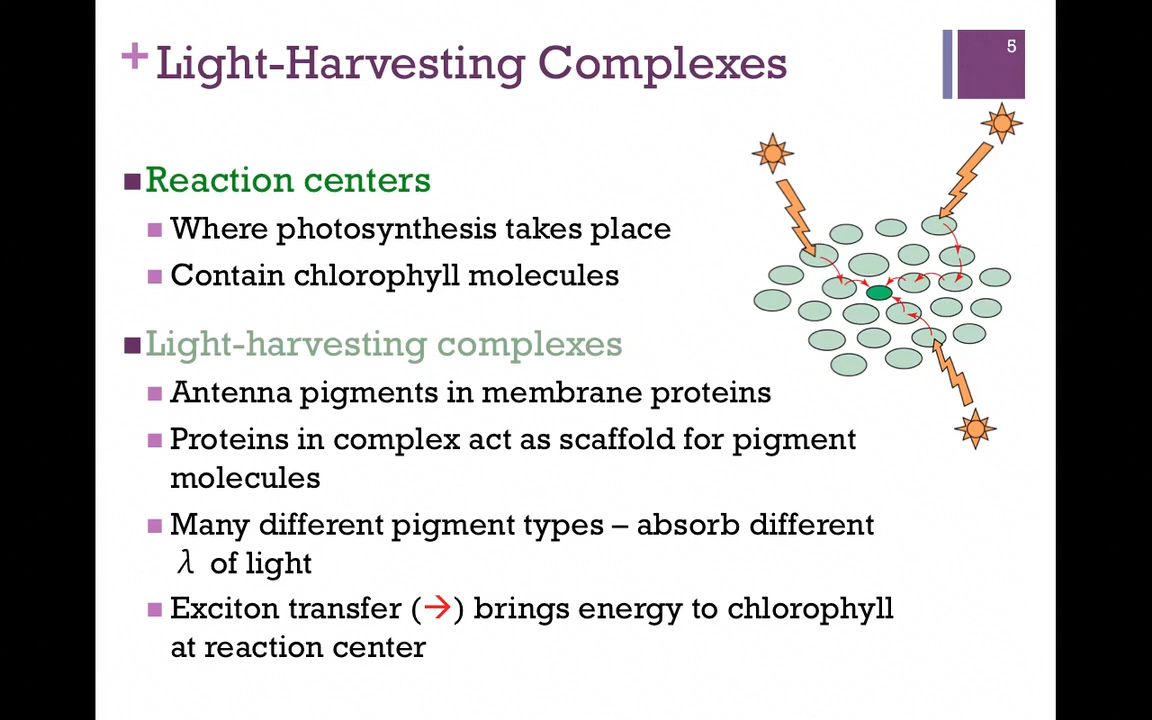 + Light-Harvesting Complexes
5
■ Reaction centers
■ Where photosynthesis takes place
■ Contain chlorophyll molecules
■ Light-harvesting complexes
■ Antenna pigments in membrane proteins
■ Proteins in complex act as scaffold for pigment
molecules
■ Many different pigment types – absorb different
λ of light
■ Exciton transfer (→) brings energy to chlorophyll
at reaction center